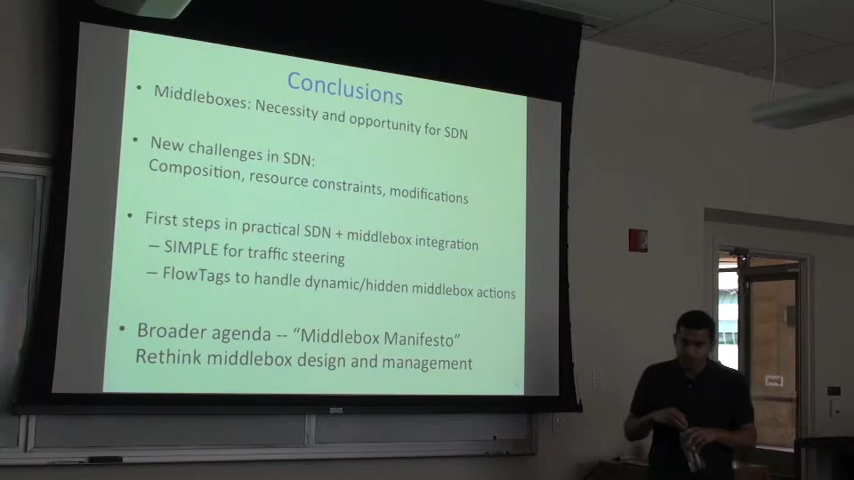 Conclusions
• Middleboxes: Necessity and opportunity for SDN
• New challenges in SDN:
Composition, resource constraints, modifications
• First steps in practical SDN + middlebox integration
– SIMPLE for traffic steering
– FlowTags to handle dynamic/hidden middlebox actions
• Broader agenda -- “Middlebox Manifesto”
Rethink middlebox design and management